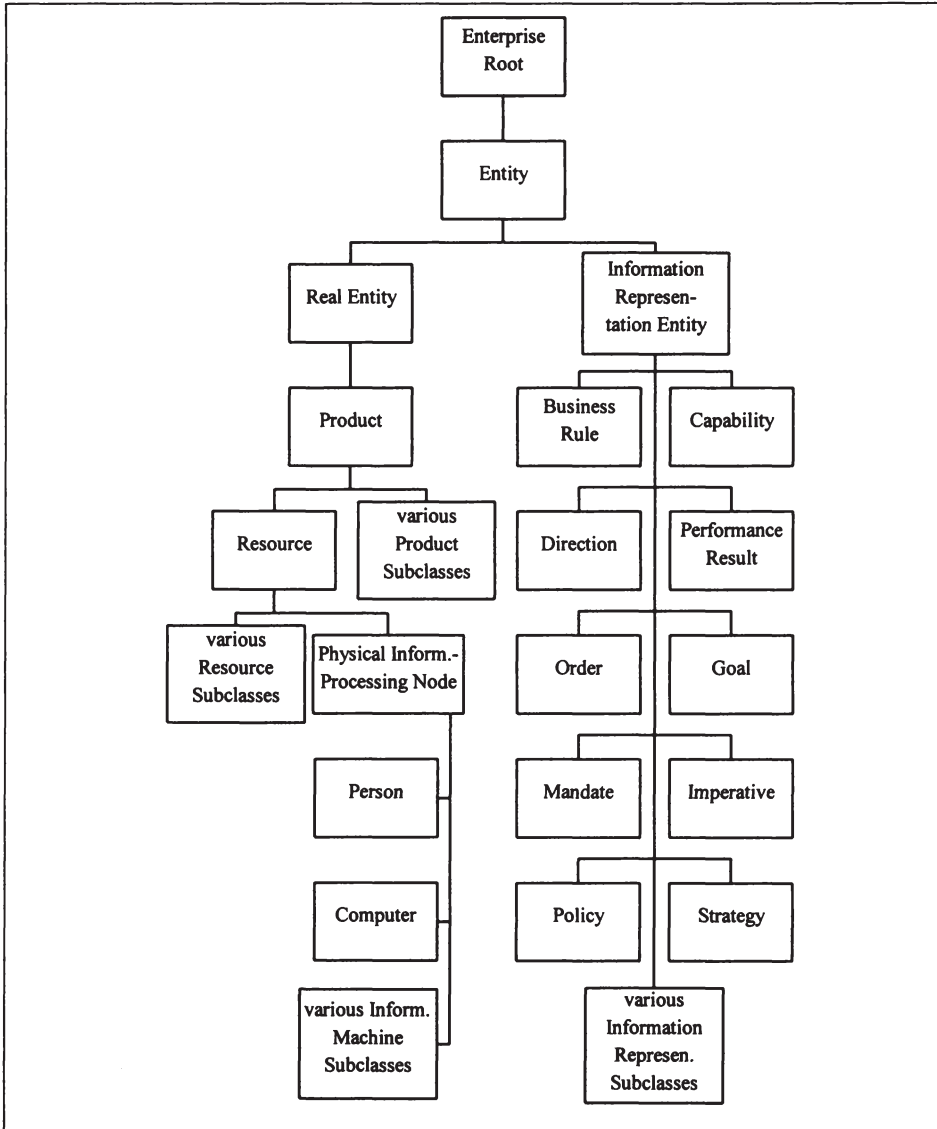 Enterprise
Root
Entity
Real Entity
Information
Represen-
tation Entity
Product
Business
Rule
Capability
Resource
various
Product
Subclasses
Direction
Performance
Result
various
Resource
Subclasses
Physical Inform.-
Processing Node
Order
Goal
Person
Mandate
Imperative
Computer
Policy
Strategy
various Inform.
Machine
Subclasses
various
Information
Represen.
Subclasses